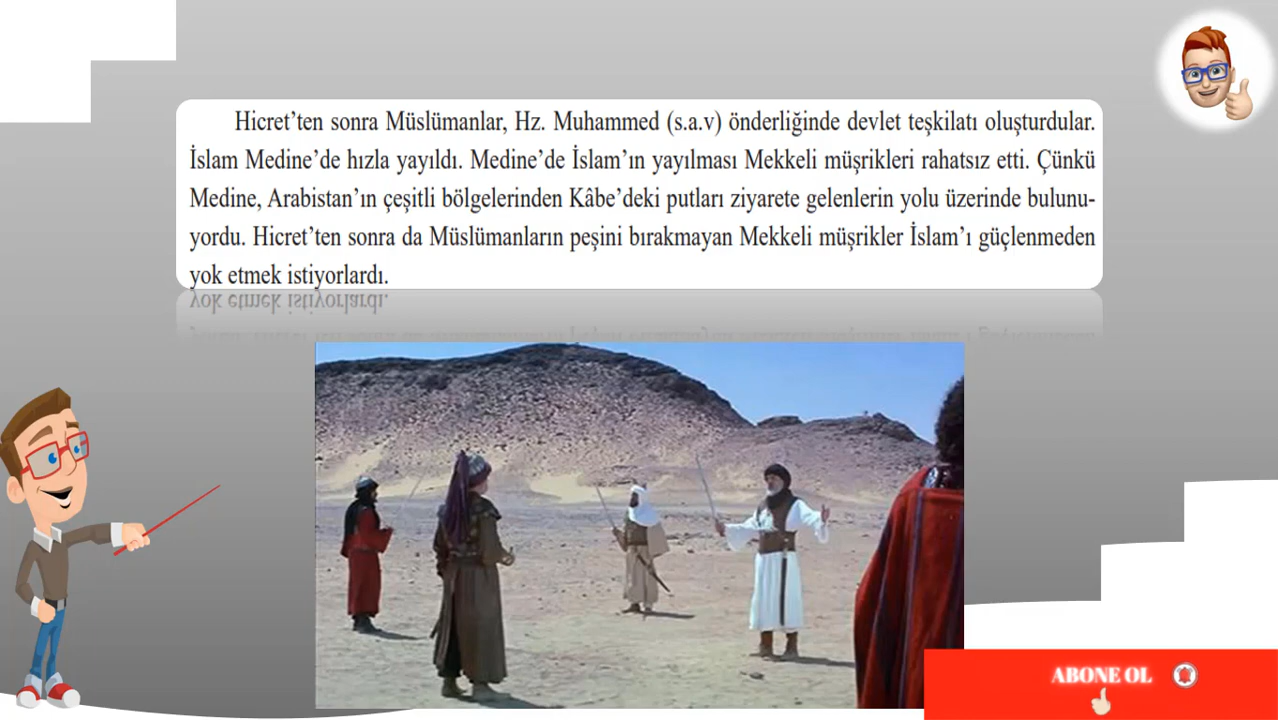 Hicret’ten sonra Müslümanlar, Hz. Muhammed (s.a.v) önderliğinde devlet teşkilatı oluşturdular.
İslam Medine’de hızla yayıldı. Medine’de İslam’ın yayılması Mekkeli müşrikleri rahatsız etti. Çünkü
Medine, Arabistan’ın çeşitli bölgelerinden Kâbe’deki putları ziyarete gelenlerin yolu üzerinde bulunu-
yordu. Hicret’ten sonra da Müslümanların peşini bırakmayan Mekkeli müşrikler İslam’ı güçlenmeden
yok etmek istiyorlardı.
ABONE OL